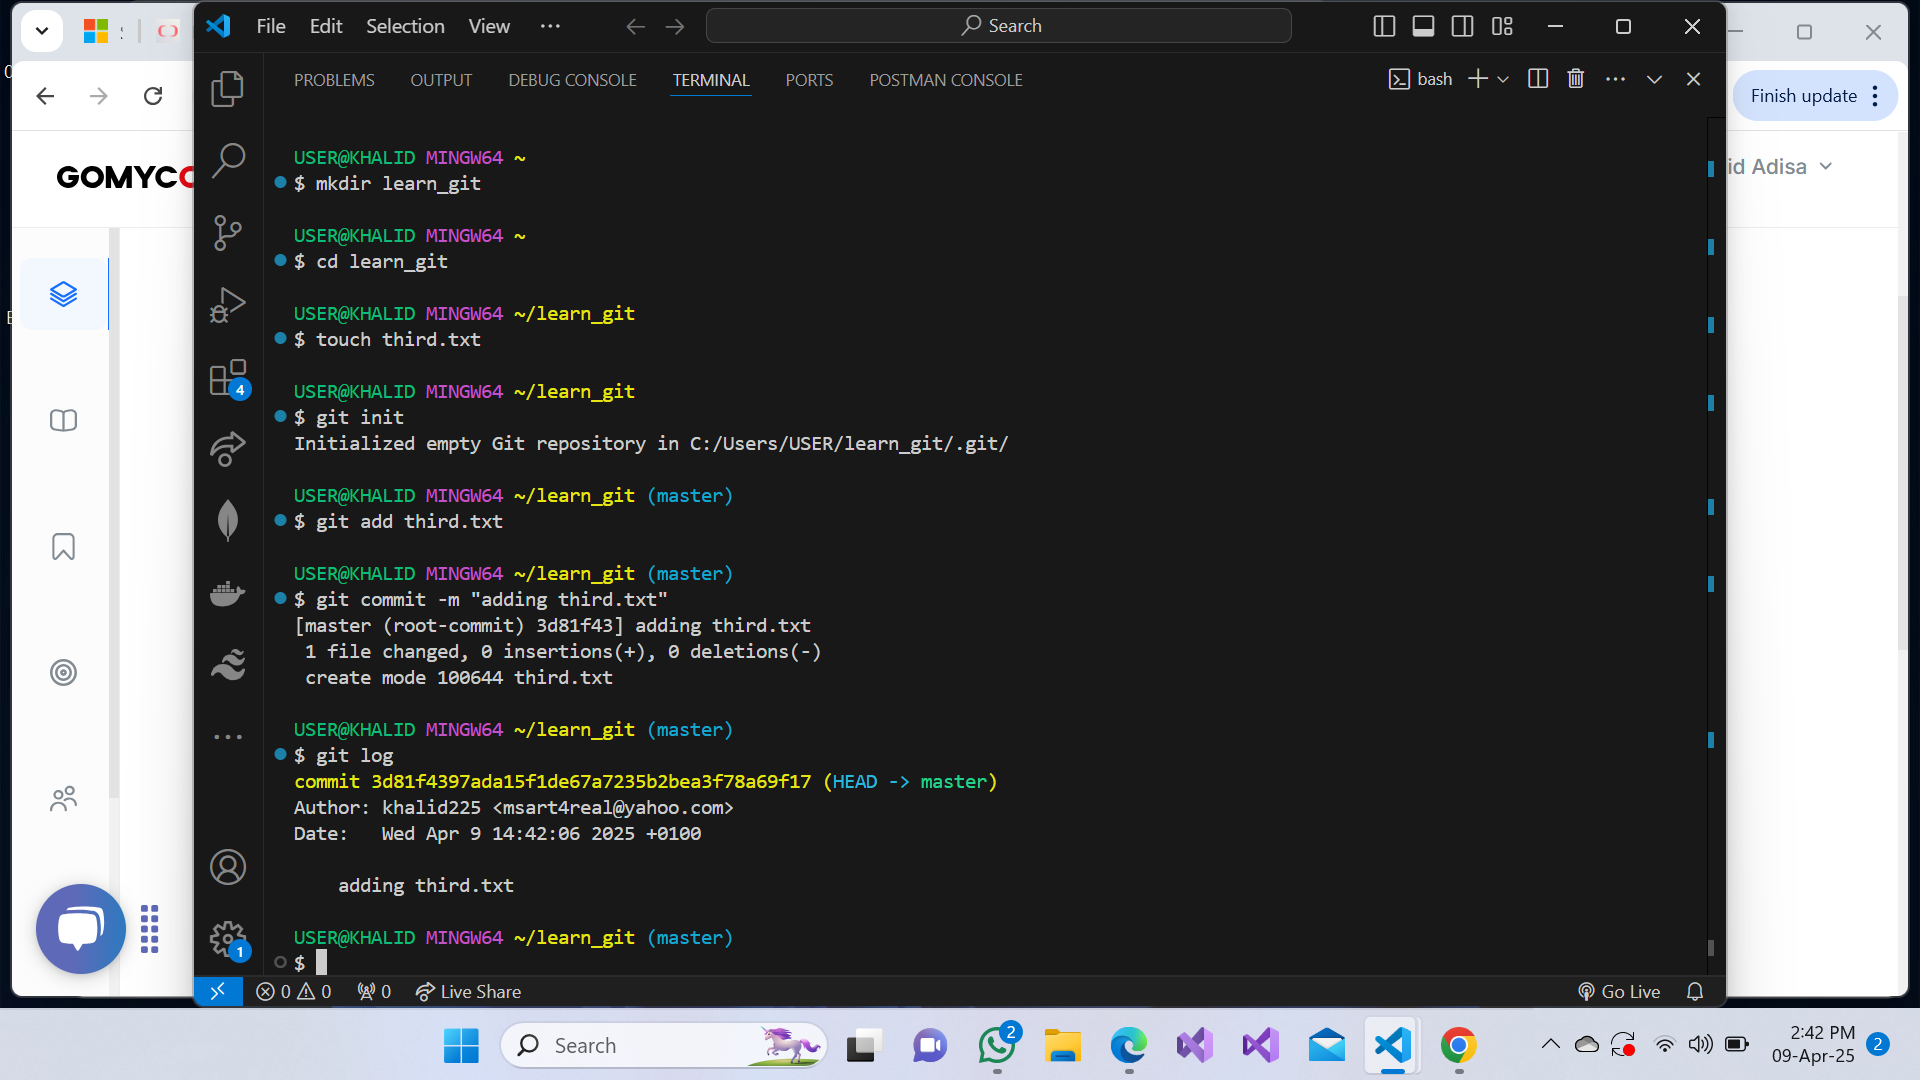 File Edit Selection View ··· Search
PROBLEMS OUTPUT DEBUG CONSOLE TERMINAL PORTS POSTMAN CONSOLE bash
Finish update
GOMYC
id Adisa
USER@KHALID MINGW64 ~
$ mkdir learn_git
USER@KHALID MINGW64 ~
$ cd learn_git
USER@KHALID MINGW64 ~/learn_git
$ touch third.txt
USER@KHALID MINGW64 ~/learn_git
$ git init
Initialized empty Git repository in C:/Users/USER/learn_git/.git/
USER@KHALID MINGW64 ~/learn_git (master)
$ git add third.txt
USER@KHALID MINGW64 ~/learn_git (master)
$ git commit -m "adding third.txt"
[master (root-commit) 3d81f43] adding third.txt
1 file changed, 0 insertions(+), 0 deletions(-)
create mode 100644 third.txt
USER@KHALID MINGW64 ~/learn_git (master)
$ git log
commit 3d81f4397ada15f1de67a7235b2bea3f78a69f17 (HEAD -> master)
Author: khalid225 <msart4real@yahoo.com>
Date:   Wed Apr 9 14:42:06 2025 +0100
adding third.txt
USER@KHALID MINGW64 ~/learn_git (master)
$
4
1
0 0 0 Live Share Go Live
Search
2
2:42 PM
09-Apr-25
2